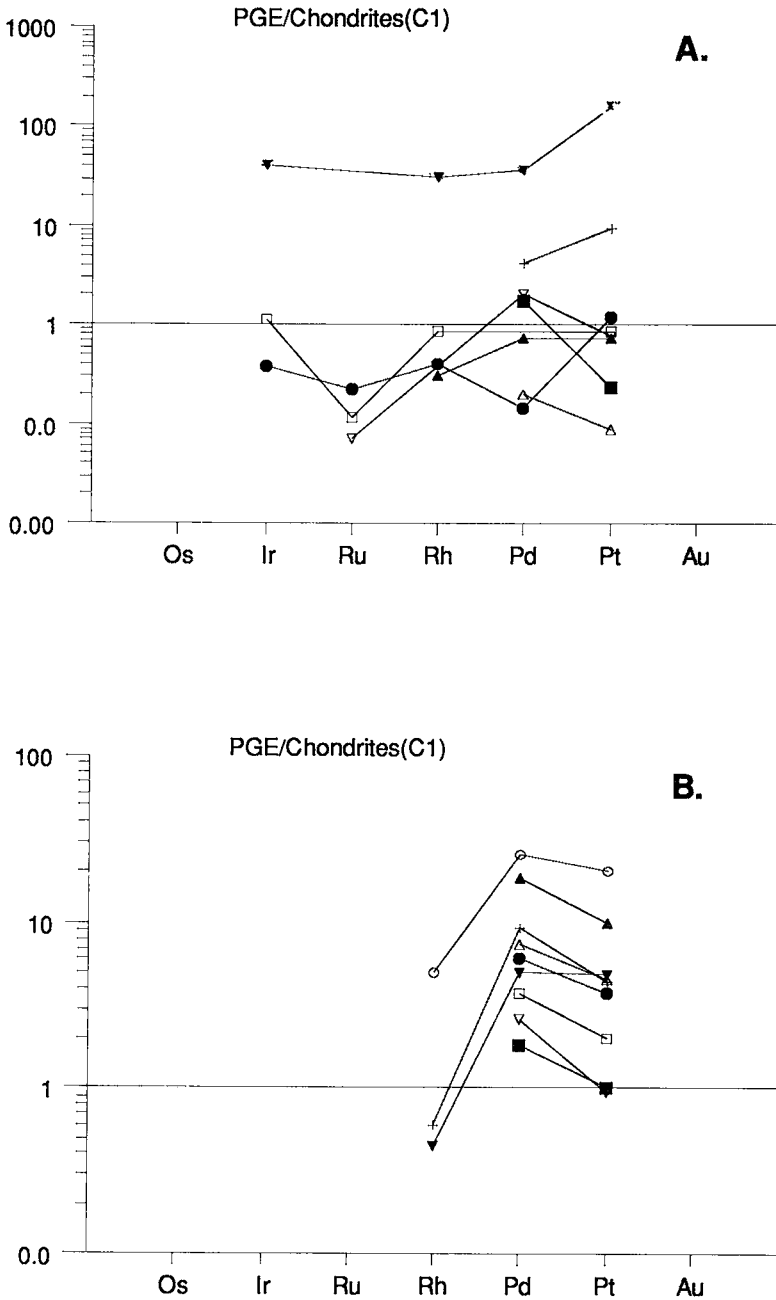 PGE/Chondrites(C1)
A.
1000
100
10
1
0.0
0.00
Os Ir Ru Rh Pd Pt Au
PGE/Chondrites(C1)
B.
100
10
1
0.0
Os Ir Ru Rh Pd Pt Au